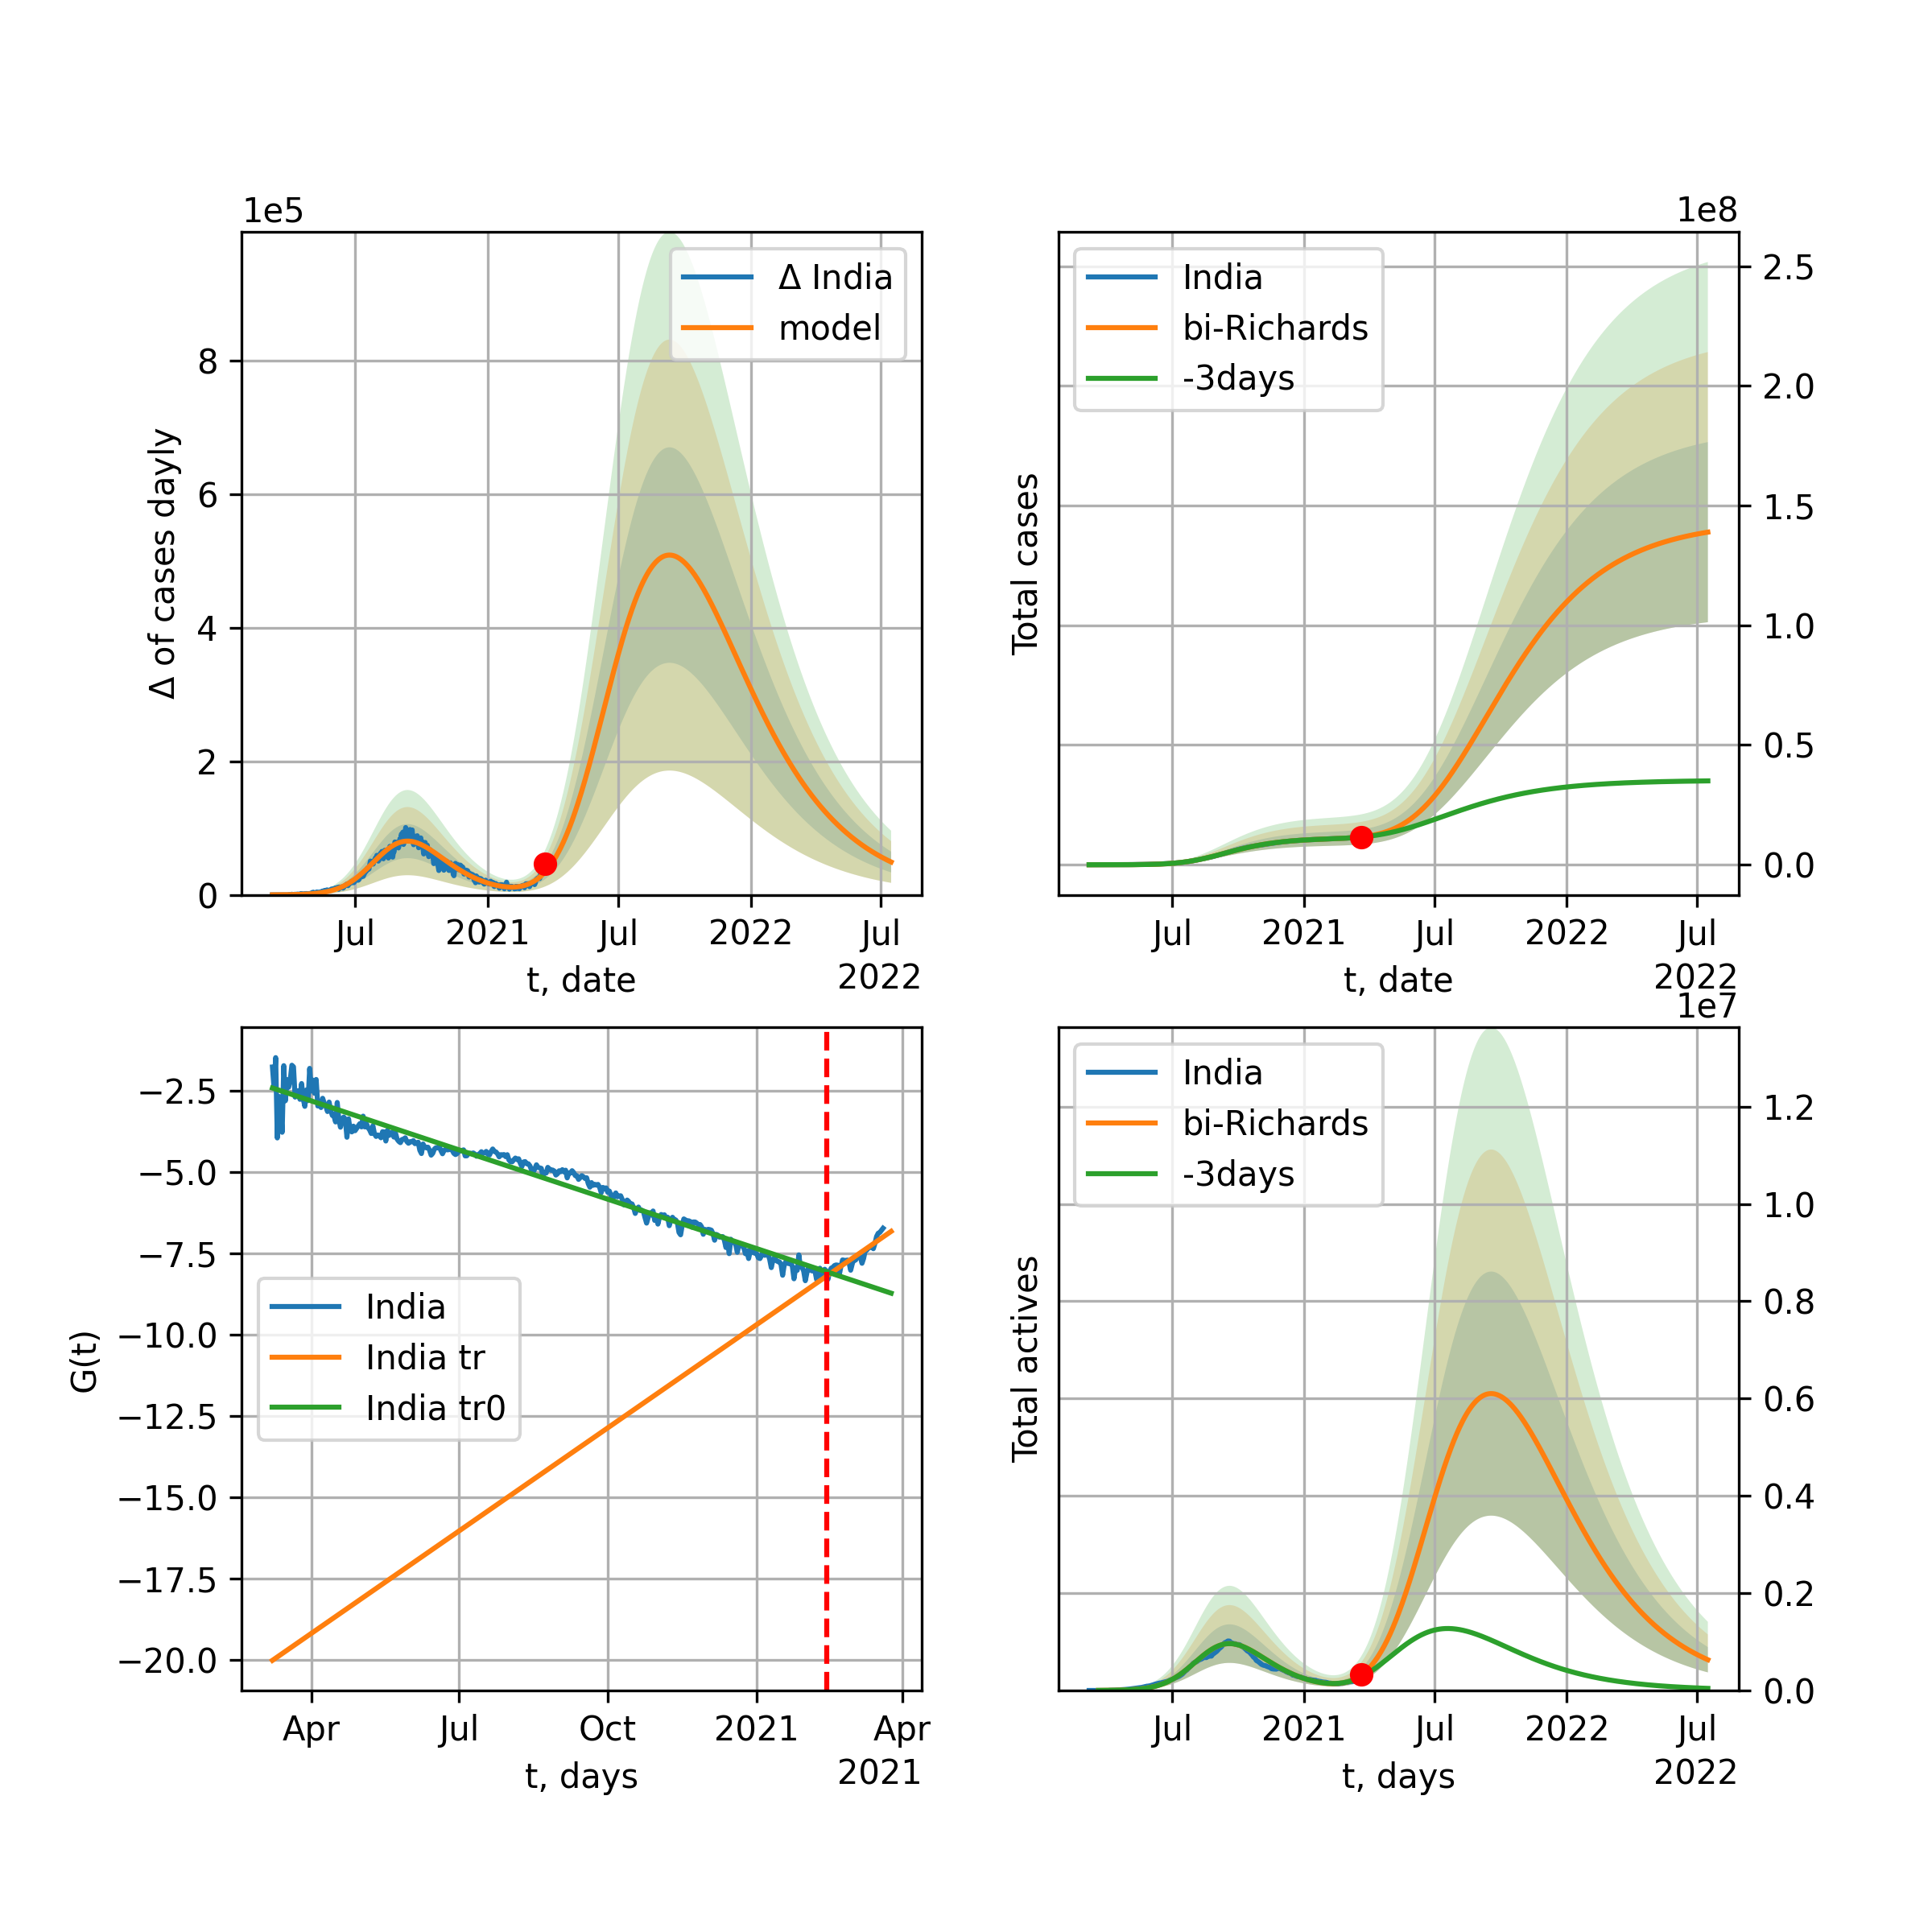 1e5
Δ of cases dayly
8
6
4
2
0
Δ India
model
Jul
2021
Jul
2022
Jul
2022
t, date
1e8
Total cases
India
bi-Richards
-3days
2.5
2.0
1.5
1.0
0.5
0.0
Jul
2021
Jul
2022
Jul
2022
t, date
G(t)
−2.5
−5.0
−7.5
−10.0
−12.5
−15.0
−17.5
−20.0
India
India tr
India tr0
Apr
Jul
Oct
2021
Apr
2021
t, days
1e7
Total actives
India
bi-Richards
-3days
1.2
1.0
0.8
0.6
0.4
0.2
0.0
Jul
2021
Jul
2022
Jul
2022
t, days